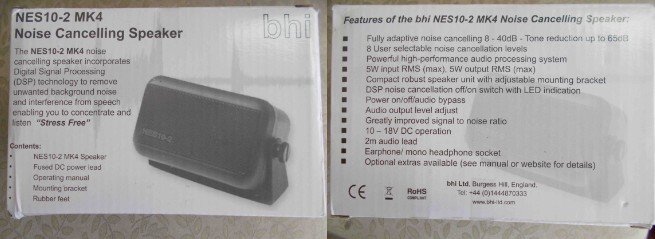 NES10-2 MK4
Noise Cancelling Speaker
bhi
The NES10-2 MK4 noise
cancelling speaker incorporates
Digital Signal Processing
(DSP) technology to remove
unwanted background noise
and interference from speech
enabling you to concentrate and
listen "Stress Free"
NES10-2
Contents:
NES10-2 MK4 Speaker
Fused DC power lead
Operating manual
Mounting bracket
Rubber feet
Features of the bhi NES10-2 MK4 Noise Cancelling Speaker:
Fully adaptive noise cancelling 8 - 40dB - Tone reduction up to 65dB
8 User selectable noise cancellation levels
Powerful high-performance audio processing system
5W input RMS (max), 5W output RMS (max)
Compact robust speaker unit with adjustable mounting bracket
DSP noise cancellation off/on switch with LED indication
Power on/off/audio bypass
Audio output level adjust
Greatly improved signal to noise ratio
10 – 18V DC operation
2m audio lead
Earphone/ mono headphone socket
Optional extras available (see manual or website for details)
CE
RoHS
COMPLIANT
bhi Ltd, Burgess Hill, England.
Tel: +44 (0)1444870333
www.bhi-ltd.com